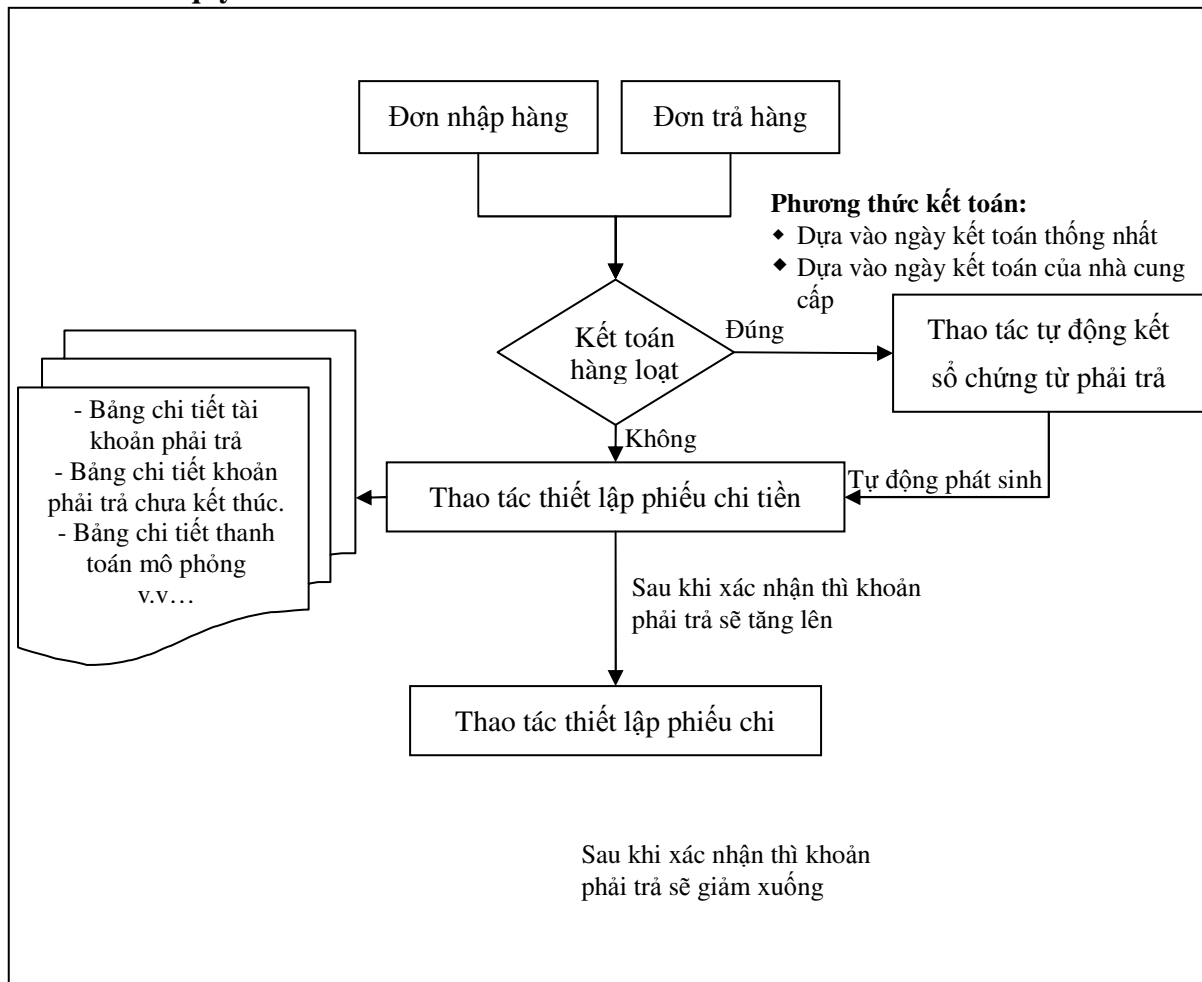 Đơn nhập hàng
Đơn trả hàng
Phương thức kết toán:
◆ Dựa vào ngày kết toán thống nhất
◆ Dựa vào ngày kết toán của nhà cung
cấp
Kết toán
hàng loạt
Đúng
Thao tác tự động kết
sổ chứng từ phải trả
Không
Tự động phát sinh
Thao tác thiết lập phiếu chi tiền
- Bảng chi tiết tài
khoản phải trả
- Bảng chi tiết khoản
phải trả chưa kết thúc.
- Bảng chi tiết thanh
toán mô phỏng
v.v…
Sau khi xác nhận thì khoản
phải trả sẽ tăng lên
Thao tác thiết lập phiếu chi
Sau khi xác nhận thì khoản
phải trả sẽ giảm xuống